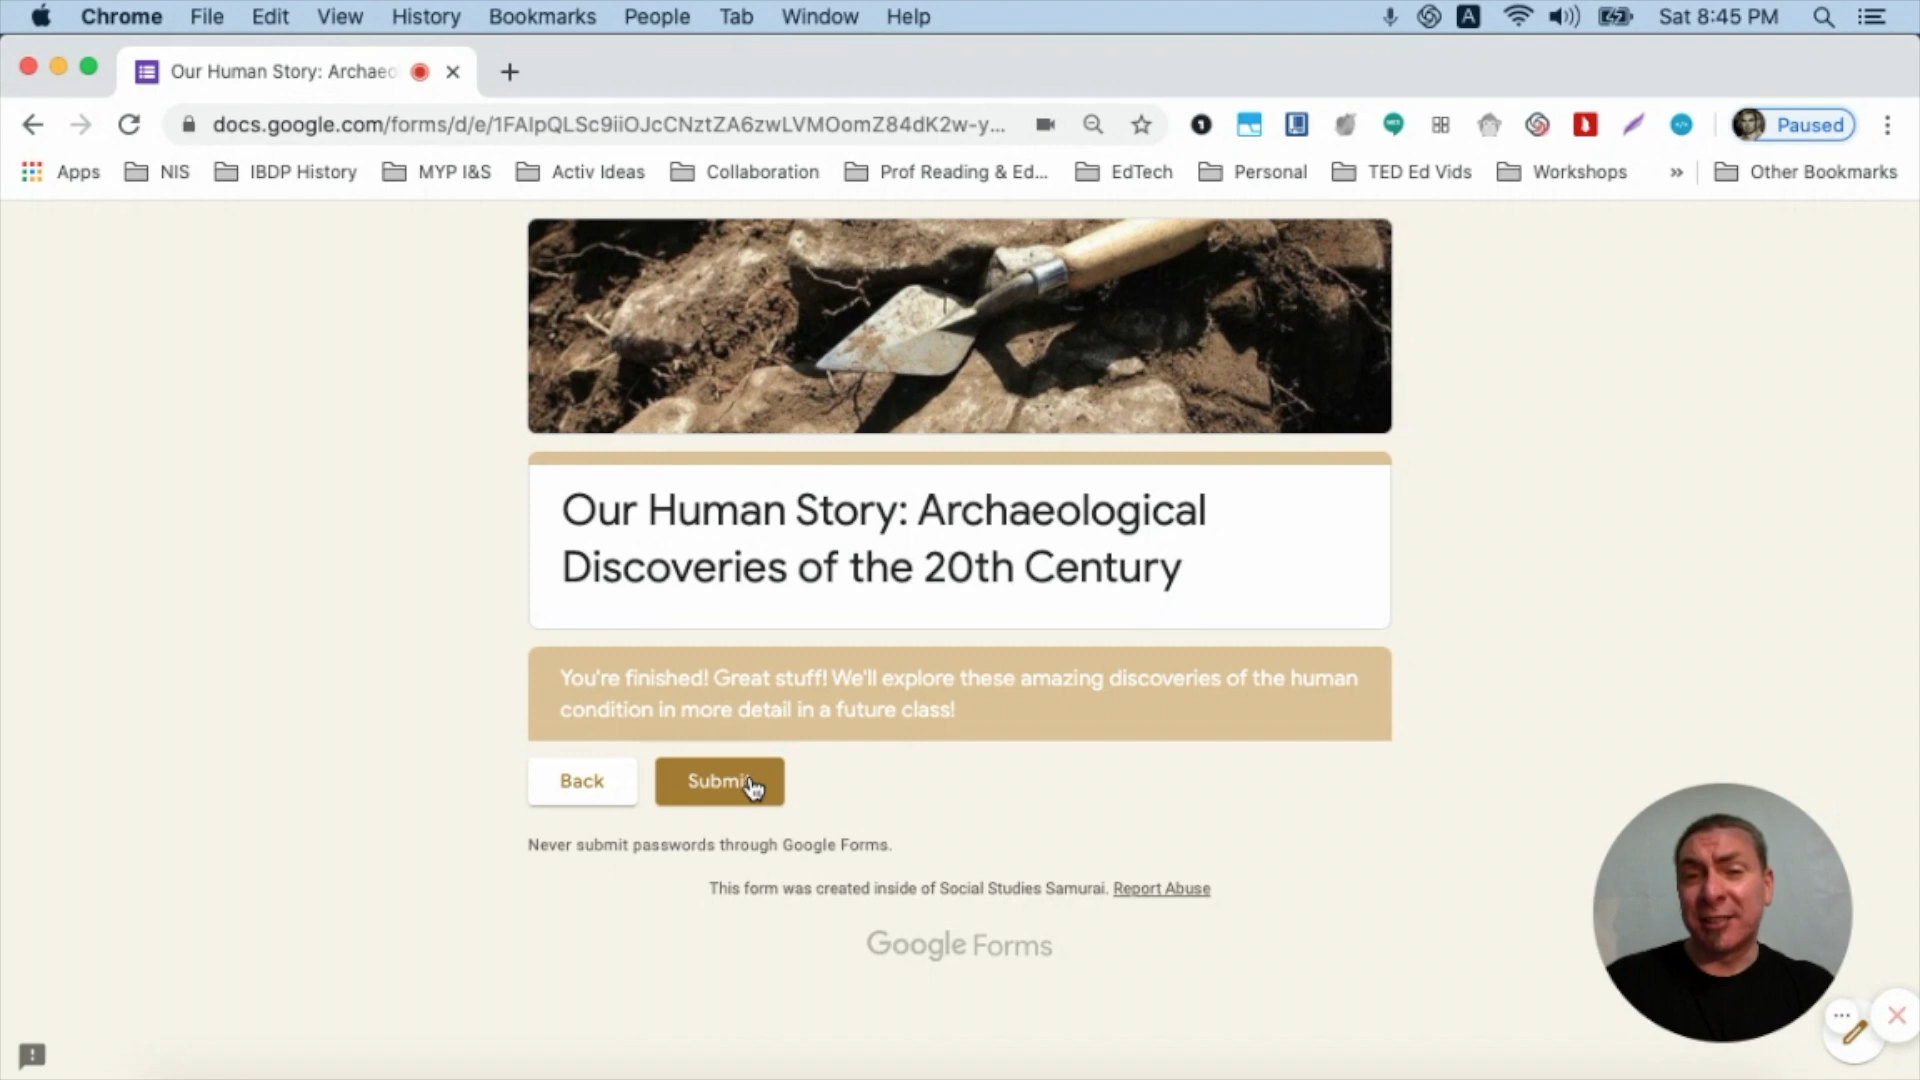 Chrome File Edit View History Bookmarks People Tab Window Help
A
Sat 8:45 PM
Our Human Story: Archaeo
docs.google.com/forms/d/e/1FAIpQLSc9iiOJcCNztZA6zwLVMOomZ84dK2w-y...
Paused
Apps NIS IBDP History MYP I&S Activ Ideas Collaboration Prof Reading & Ed... EdTech Personal TED Ed Vids Workshops » Other Bookmarks
Our Human Story: Archaeological
Discoveries of the 20th Century
You're finished! Great stuff! We'll explore these amazing discoveries of the human
condition in more detail in a future class!
Back
Submit
Never submit passwords through Google Forms.
This form was created inside of Social Studies Samurai. Report Abuse
Google Forms